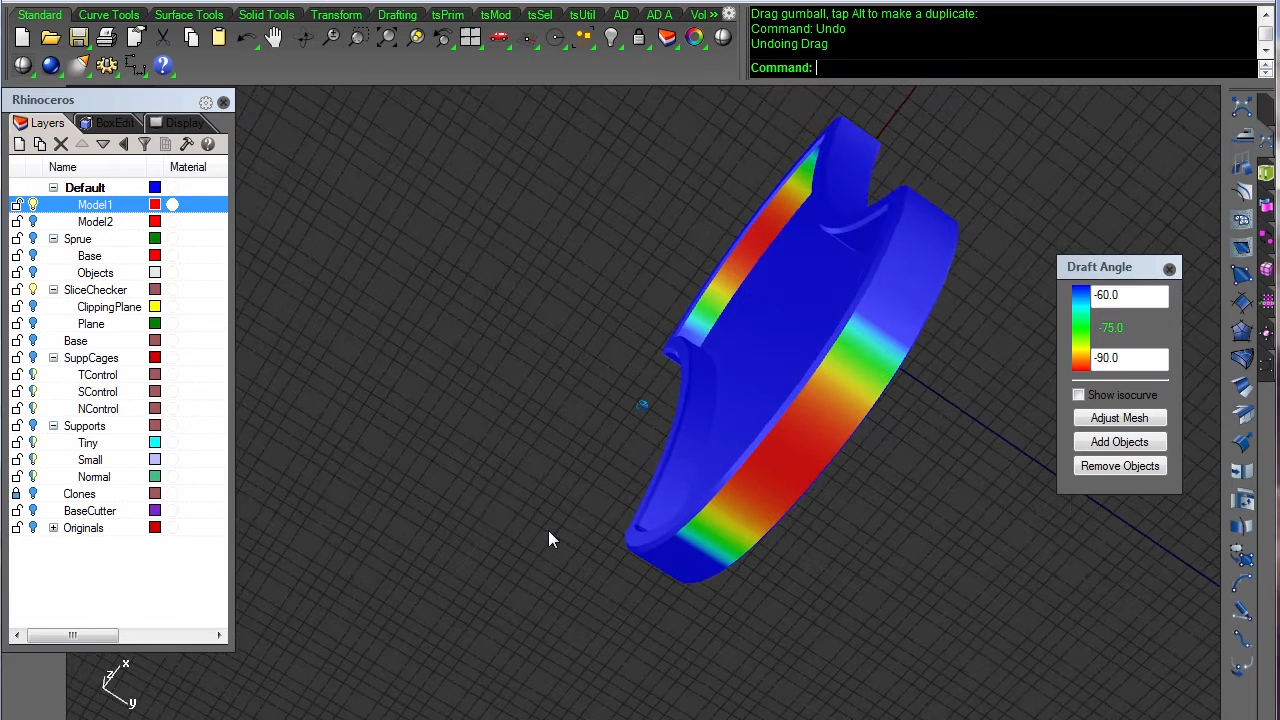 Standard Curve Tools Surface Tools Solid Tools Transform Drafting tsPrim tsMod tsSel tsUtil AD AD A Vol »
Drag gumball, tap Alt to make a duplicate:
Command: Undo
Undoing Drag
Command:
Rhinoceros
Layers BoxEdit Display
Name Material
Default
Model1
Model2
Sprue
Base
Objects
SliceChecker
ClippingPlane
Plane
Base
SuppCages
TControl
SControl
NControl
Supports
Tiny
Small
Normal
Clones
BaseCutter
Originals
Draft Angle
-60.0
-75.0
-90.0
Show isocurve
Adjust Mesh
Add Objects
Remove Objects
x
z
y